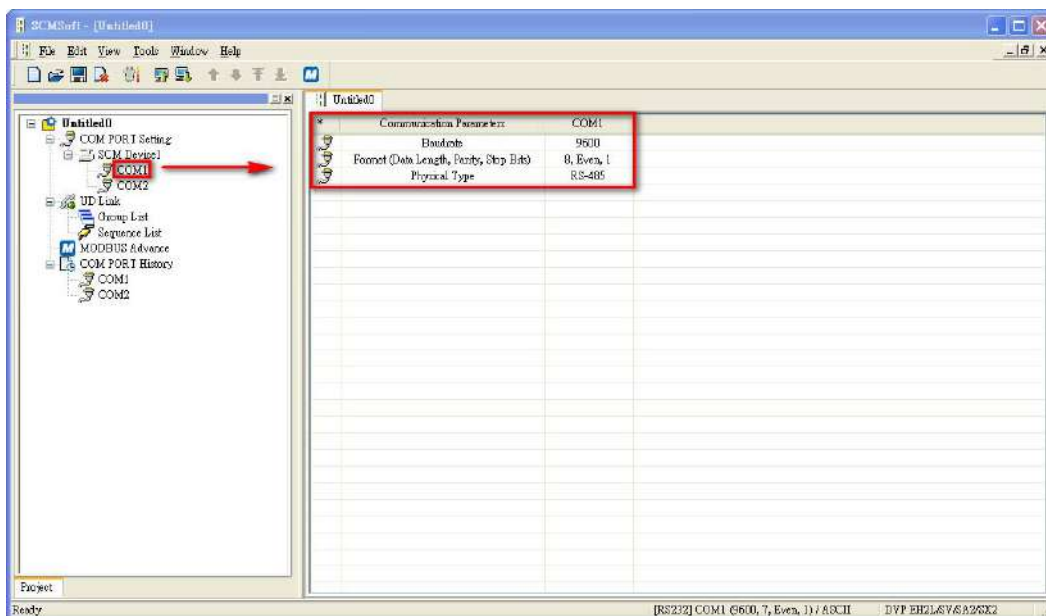 SCMSoft - [Untitled0]
File Edit View Tools Window Help
Untitled0
Untitled0
COM PORT Setting
SCM Device1
COM1
COM2
UD Link
Group List
Sequence List
MODBUS Advance
COM PORT History
COM1
COM2
* Communication Parameters COM1
Baudrate 9600
Format (Data Length, Parity, Stop Bits) 8, Even, 1
Physical Type RS-485
Project
Ready [RS232] COM1 (9600, 7, Even, 1) / ASCII DVP EH2L/SV/SA2/SX2